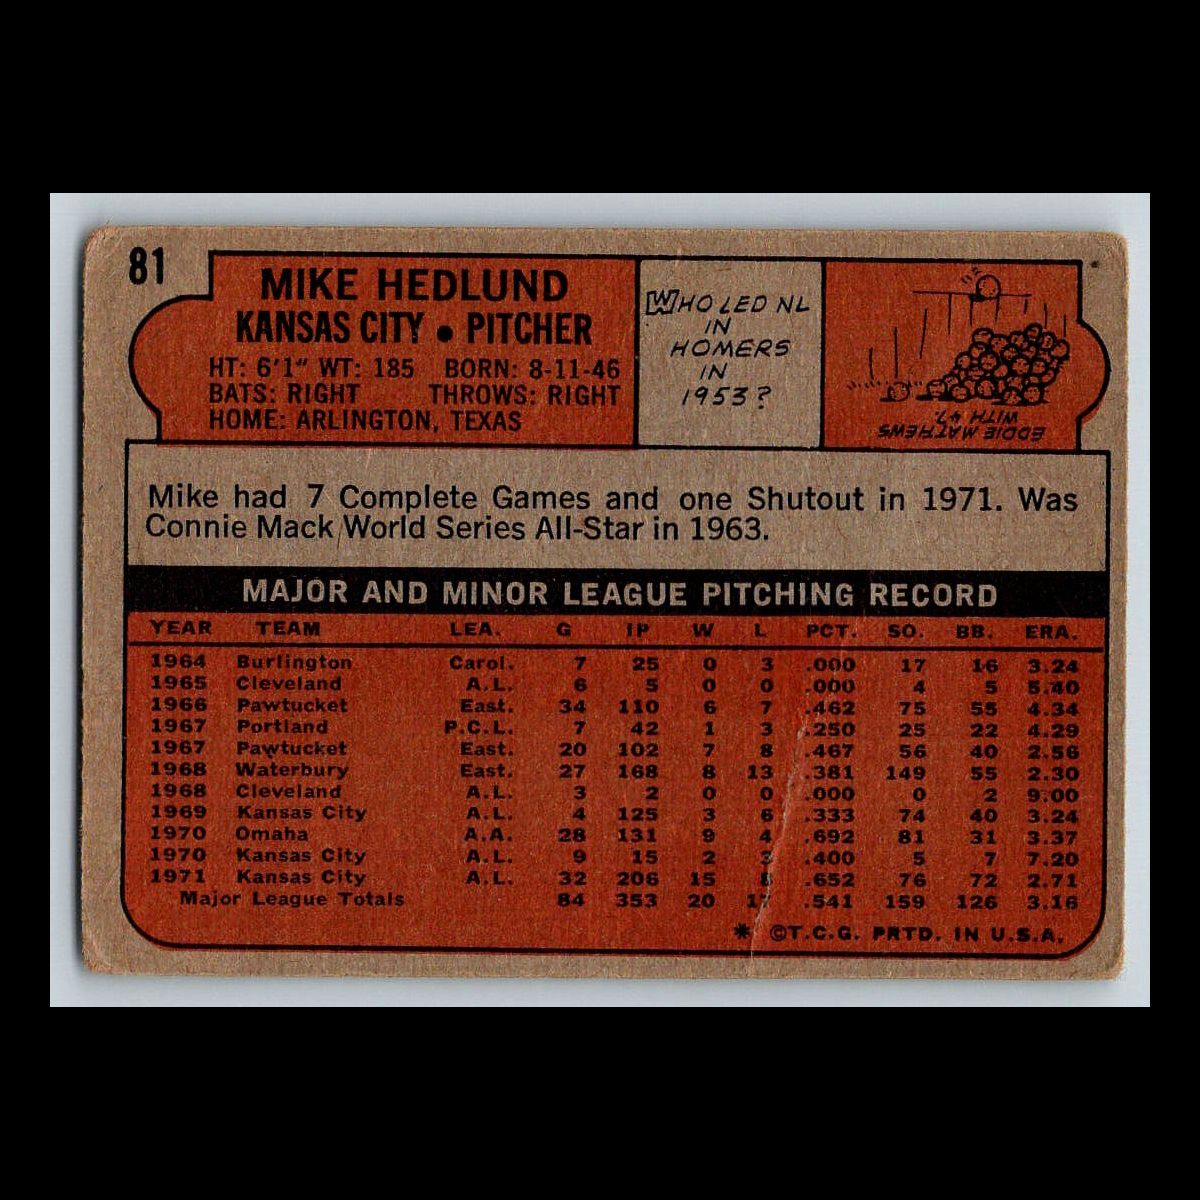 81
MIKE HEDLUND
KANSAS CITY • PITCHER
HT: 6'1" WT: 185 BORN: 8-11-46
BATS: RIGHT THROWS: RIGHT
HOME: ARLINGTON, TEXAS
WHO LED NL
IN
HOMERS
IN
1953?
EDDIE MATHEWS
WITH 47.
Mike had 7 Complete Games and one Shutout in 1971. Was
Connie Mack World Series All-Star in 1963.
MAJOR AND MINOR LEAGUE PITCHING RECORD
YEAR TEAM LEA. G IP W L PCT. SO. BB. ERA.
1964 Burlington Carol. 7 25 0 3 .000 17 16 3.24
1965 Cleveland A.L. 6 5 0 0 .000 4 5 5.40
1966 Pawtucket East. 34 110 6 7 .462 75 55 4.34
1967 Portland P.C.L. 7 42 1 3 .250 25 22 4.29
1967 Pawtucket East. 20 102 7 8 .467 56 40 2.56
1968 Waterbury East. 27 168 8 13 .381 149 55 2.30
1968 Cleveland A.L. 3 2 0 0 .000 0 2 9.00
1969 Kansas City A.L. 4 125 3 6 .333 74 40 3.24
1970 Omaha A.A. 28 131 9 4 .692 81 31 3.37
1970 Kansas City A.L. 9 15 2 3 .400 5 7 7.20
1971 Kansas City A.L. 32 206 15 8 .652 76 72 2.71
Major League Totals 84 353 20 17 .541 159 126 3.16
* ©T.C.G. PRTD. IN U.S.A.